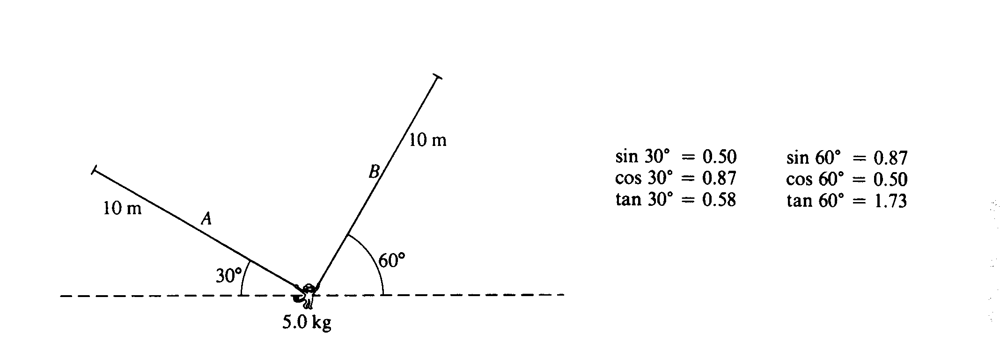 10 m
B
sin 30° = 0.50 sin 60° = 0.87
cos 30° = 0.87 cos 60° = 0.50
tan 30° = 0.58 tan 60° = 1.73
10 m
A
60°
30°
5.0 kg